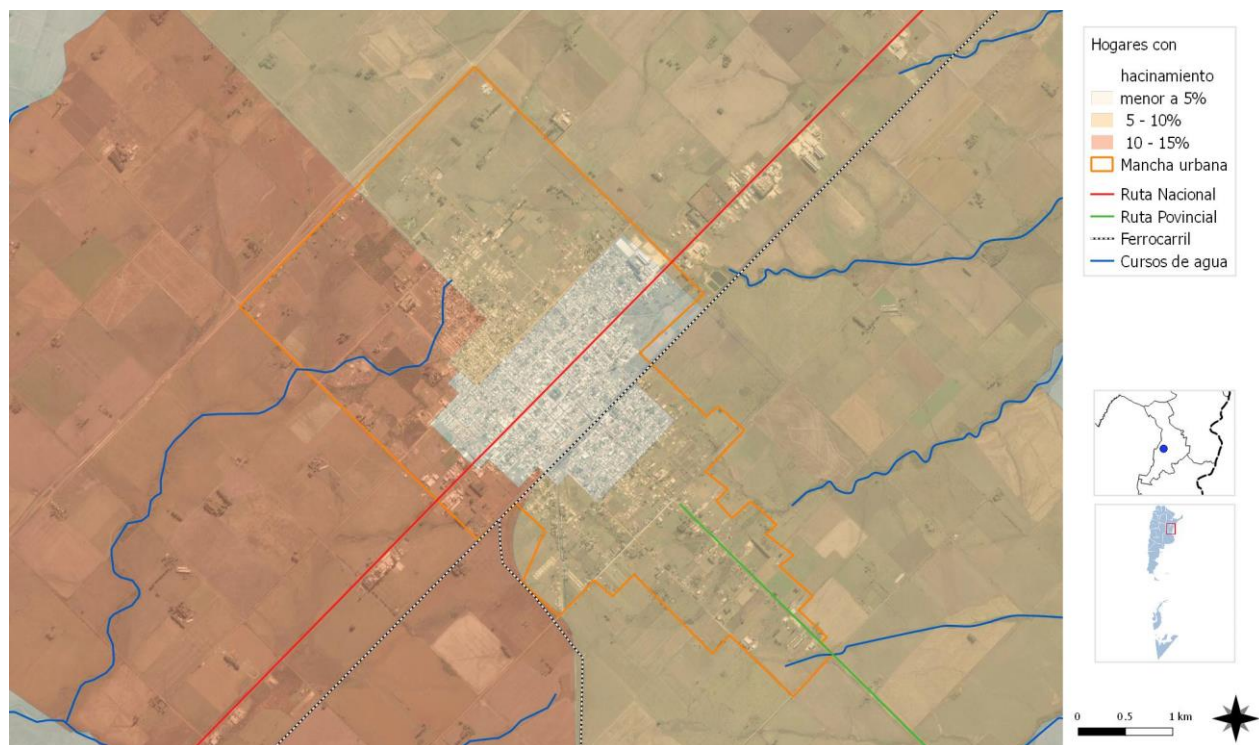 Hogares con
hacinamiento
menor a 5%
5 - 10%
10 - 15%
Mancha urbana
Ruta Nacional
Ruta Povincial
Ferrocarril
Cursos de agua
0 0.5 1 km